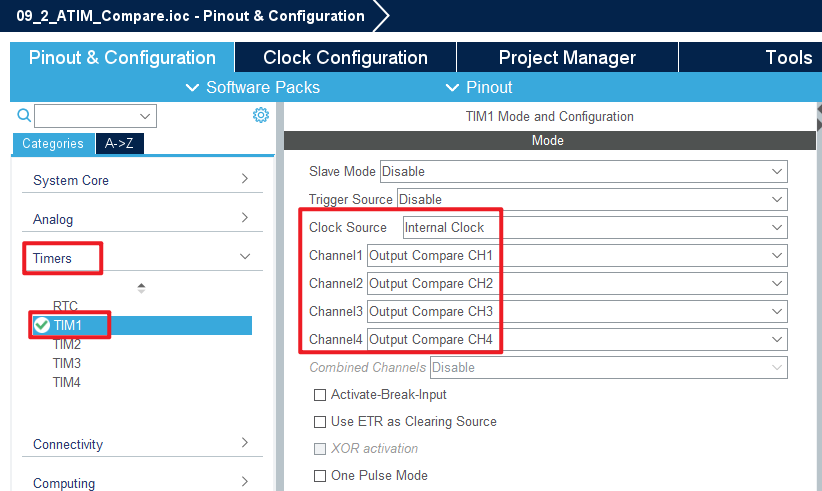 09_2_ATIM_Compare.ioc - Pinout & Configuration
Pinout & Configuration Clock Configuration Project Manager Tools
Software Packs Pinout
Categories A->Z
System Core
Analog
Timers
RTC
TIM1
TIM2
TIM3
TIM4
Connectivity
Computing
TIM1 Mode and Configuration
Mode
Slave Mode Disable
Trigger Source Disable
Clock Source Internal Clock
Channel1 Output Compare CH1
Channel2 Output Compare CH2
Channel3 Output Compare CH3
Channel4 Output Compare CH4
Combined Channels Disable
Activate-Break-Input
Use ETR as Clearing Source
XOR activation
One Pulse Mode